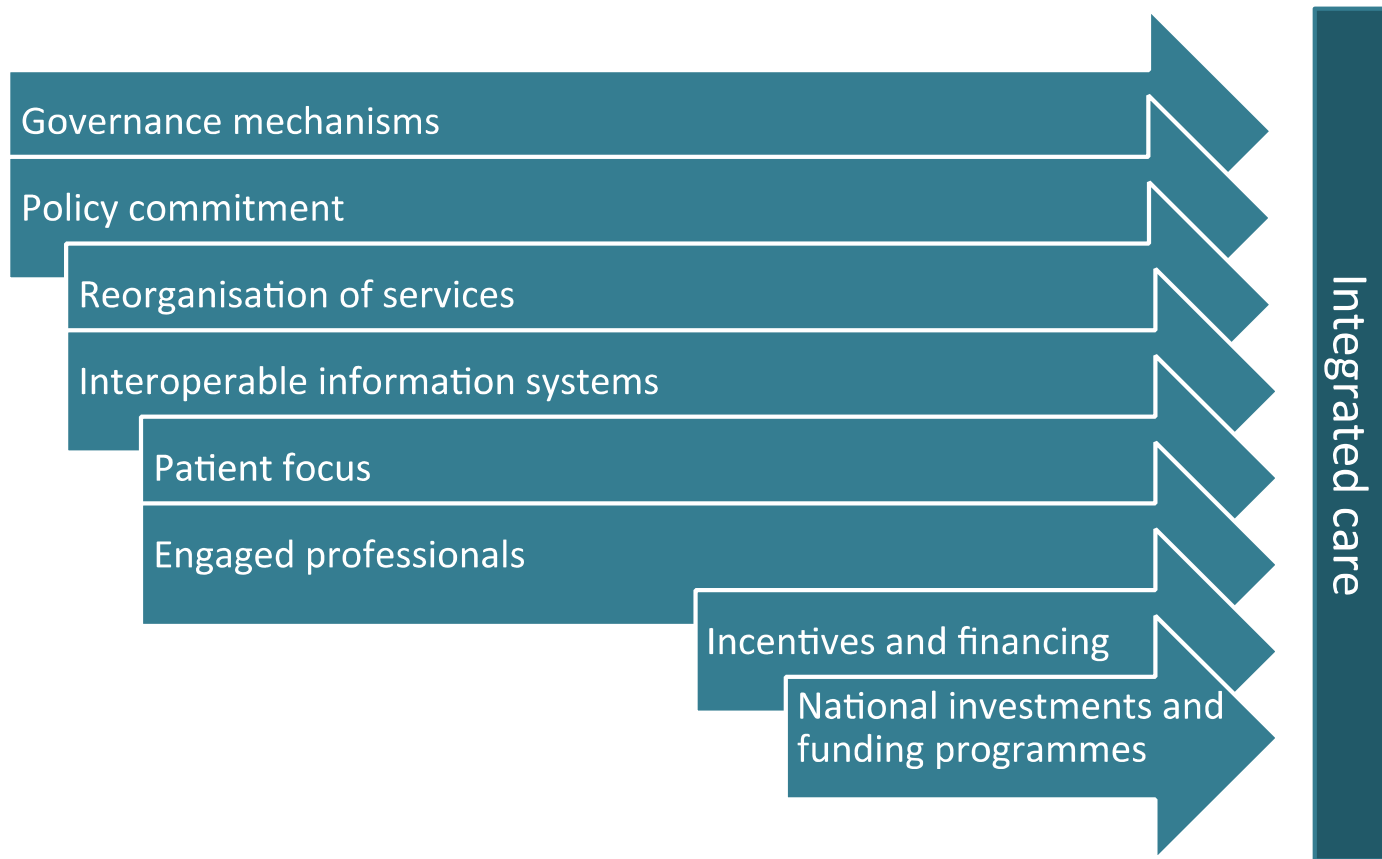 Governance mechanisms
Policy commitment
Reorganisation of services
Interoperable information systems
Patient focus
Engaged professionals
Incentives and financing
National investments and
funding programmes
Integrated care